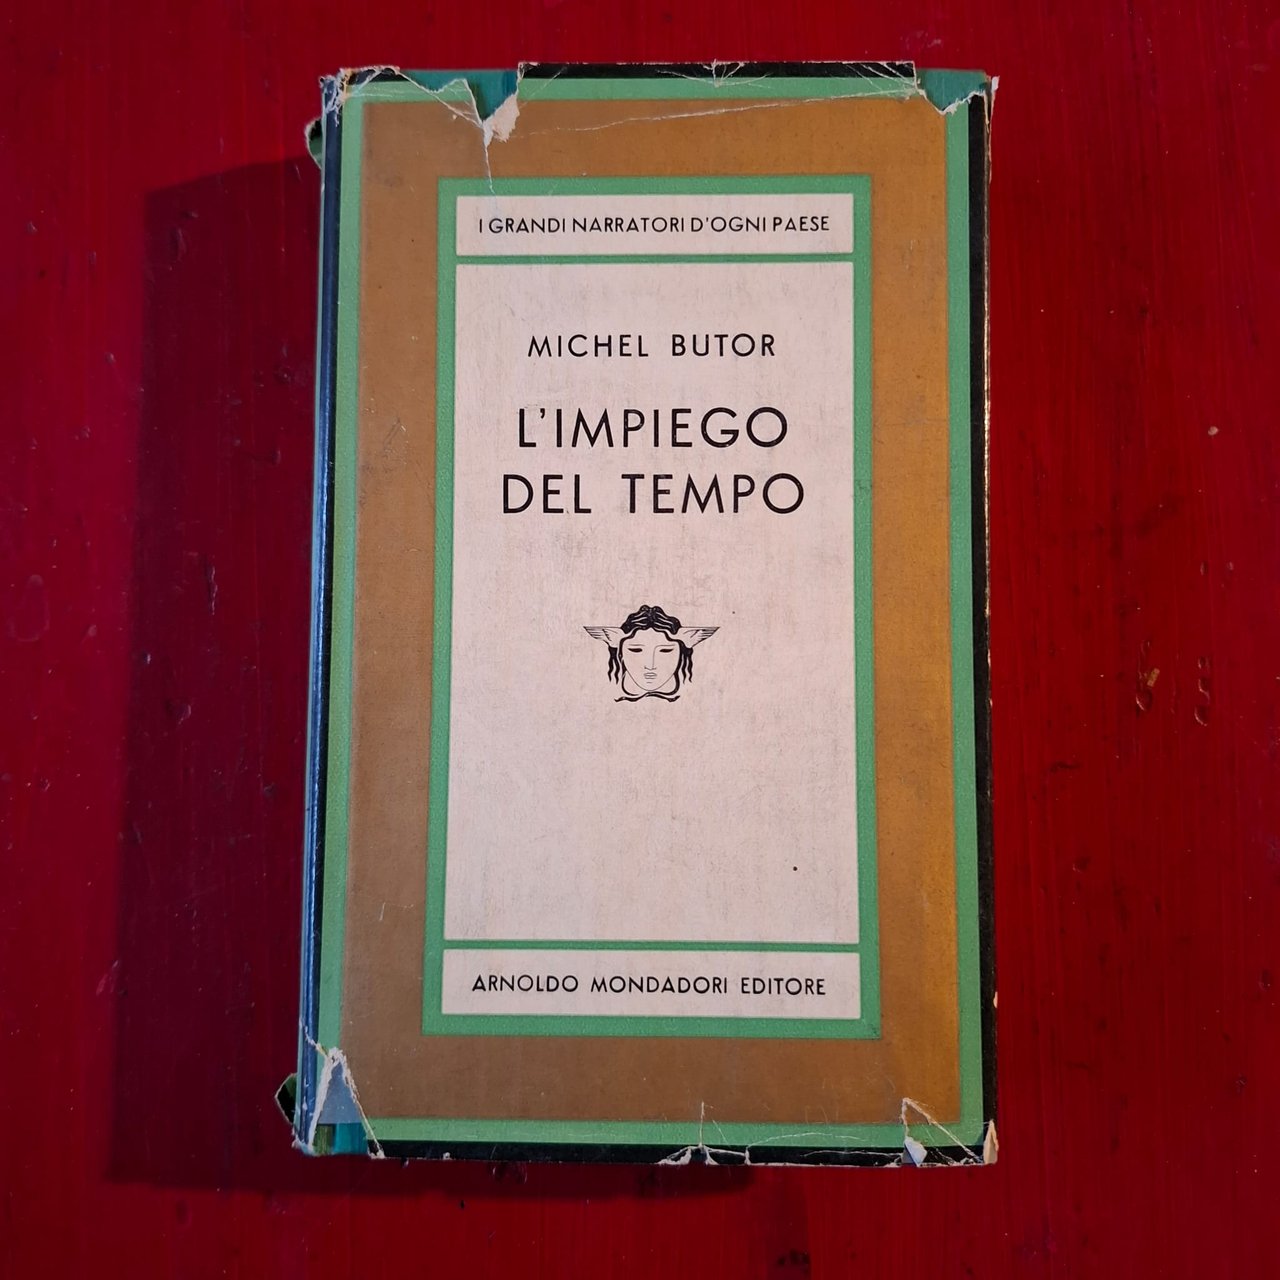 I GRANDI NARRATORI D'OGNI PAESE
MICHEL BUTOR
L'IMPIEGO
DEL TEMPO
ARNOLDO MONDADORI EDITORE